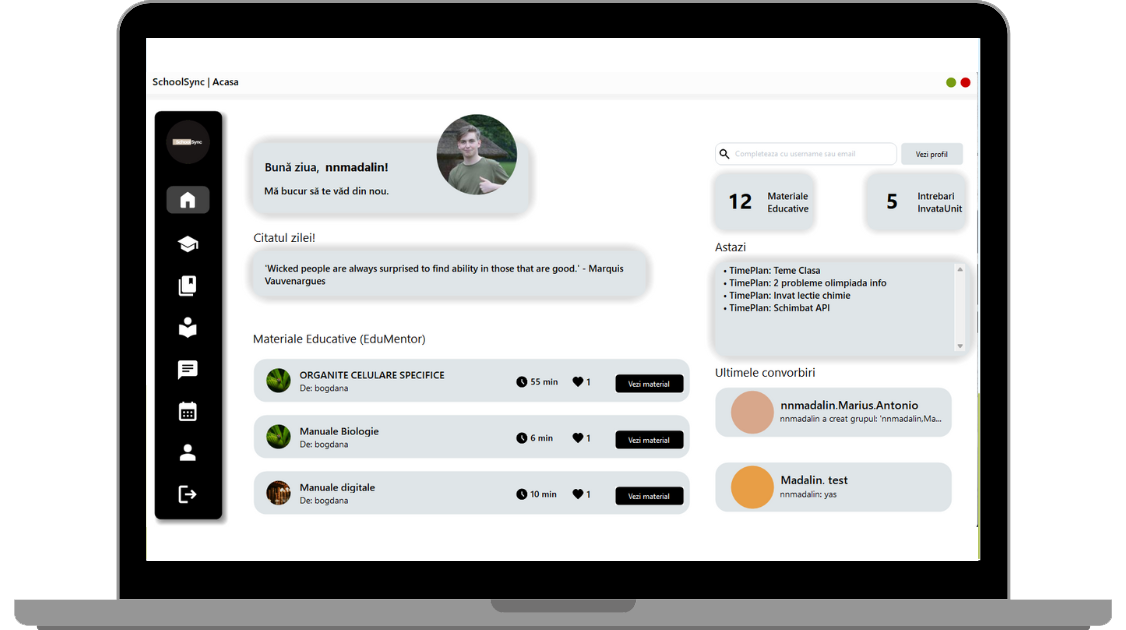 SchoolSync | Acasa
SchoolSync
Bună ziua, nnmadalin!
Mă bucur să te văd din nou.
Citatul zilei!
'Wicked people are always surprised to find ability in those that are good.' - Marquis
Vauvenargues
Materiale Educative (EduMentor)
ORGANITE CELULARE SPECIFICE
De: bogdana
55 min
1
Vezi material
Manuale Biologie
De: bogdana
6 min
1
Vezi material
Manuale digitale
De: bogdana
10 min
1
Vezi material
Completeaza cu username sau email
Vezi profil
12
Materiale
Educative
5
Intrebari
InvataUnit
Astazi
• TimePlan: Teme Clasa
• TimePlan: 2 probleme olimpiada info
• TimePlan: Invat lectie chimie
• TimePlan: Schimbat API
Ultimele convorbiri
nnmadalin.Marius.Antonio
nnmadalin a creat grupul: 'nnmadalin,Ma...
Madalin. test
nnmadalin: yas